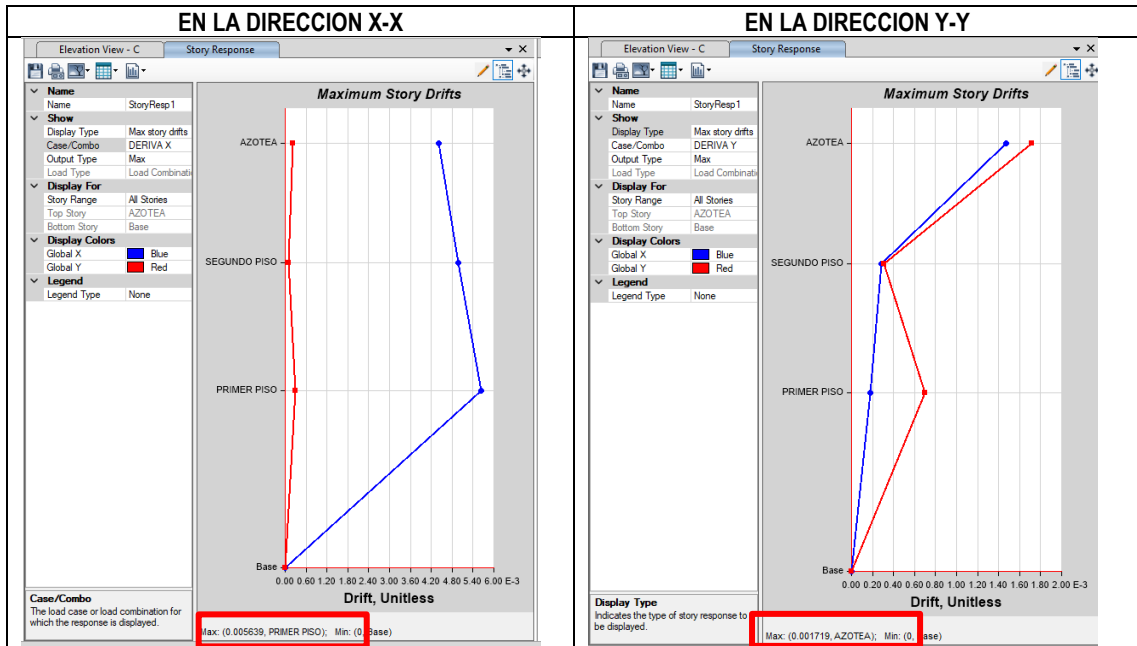 EN LA DIRECCION X-X
Elevation View - C Story Response
Name
Name StoryResp1
Show
Display Type Max story drifts
Case/Combo DERIVA X
Output Type Max
Load Type Load Combinati
Display For
Story Range All Stories
Top Story AZOTEA
Bottom Story Base
Display Colors
Global X Blue
Global Y Red
Legend
Legend Type None
Case/Combo
The load case or load combination for
which the response is displayed.
Maximum Story Drifts
AZOTEA
SEGUNDO PISO
PRIMER PISO
Base
0.00 0.60 1.20 1.80 2.40 3.00 3.60 4.20 4.80 5.40 6.00 E-3
Drift, Unitless
Max: (0.005639, PRIMER PISO); Min: (0, Base)
EN LA DIRECCION Y-Y
Elevation View - C Story Response
Name
Name StoryResp1
Show
Display Type Max story drifts
Case/Combo DERIVA Y
Output Type Max
Load Type Load Combinati
Display For
Story Range All Stories
Top Story AZOTEA
Bottom Story Base
Display Colors
Global X Blue
Global Y Red
Legend
Legend Type None
Display Type
Indicates the type of story response to
be displayed.
Maximum Story Drifts
AZOTEA
SEGUNDO PISO
PRIMER PISO
Base
0.00 0.20 0.40 0.60 0.80 1.00 1.20 1.40 1.60 1.80 2.00 E-3
Drift, Unitless
Max: (0.001719, AZOTEA); Min: (0, Base)